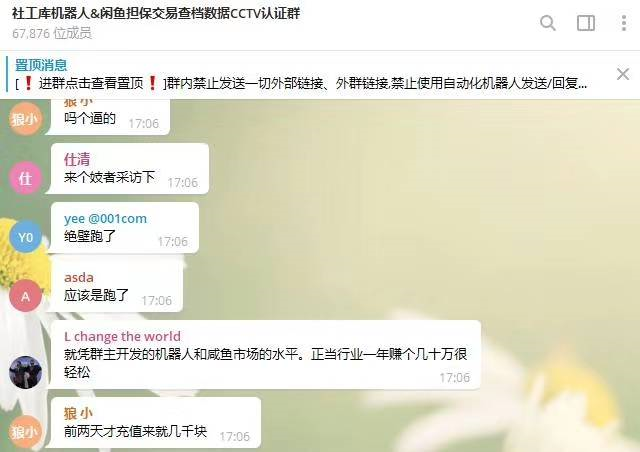 社工库机器人&闲鱼担保交易查档数据CCTV认证群
67,876 位成员
置顶消息
[❗进群点击查看置顶❗]群内禁止发送一切外部链接、外群链接,禁止使用自动化机器人发送/回复...
狼 小
吗个逼的
17:06
狼小
仕清
来个妓者采访下
17:06
仕
yee @001com
绝壁跑了
17:06
Y0
asda
应该是跑了
17:06
A
L change the world
就凭群主开发的机器人和咸鱼市场的水平。正当行业一年赚个几十万很
轻松
17:06
狼 小
前两天才充值来就几千块
17:06
狼小